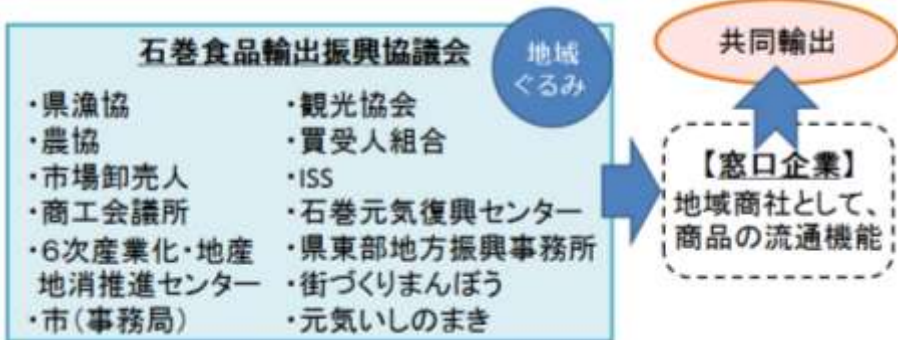 石巻食品輸出振興協議会
地域
ぐるみ
・県漁協
・農協
・市場卸売人
・商工会議所
・6次産業化・地産
地消推進センター
・市(事務局)
・観光協会
・買受人組合
・ISS
・石巻元気復興センター
・県東部地方振興事務所
・街づくりまんぼう
・元気いしのまき
共同輸出
【窓口企業】
地域商社として、
商品の流通機能